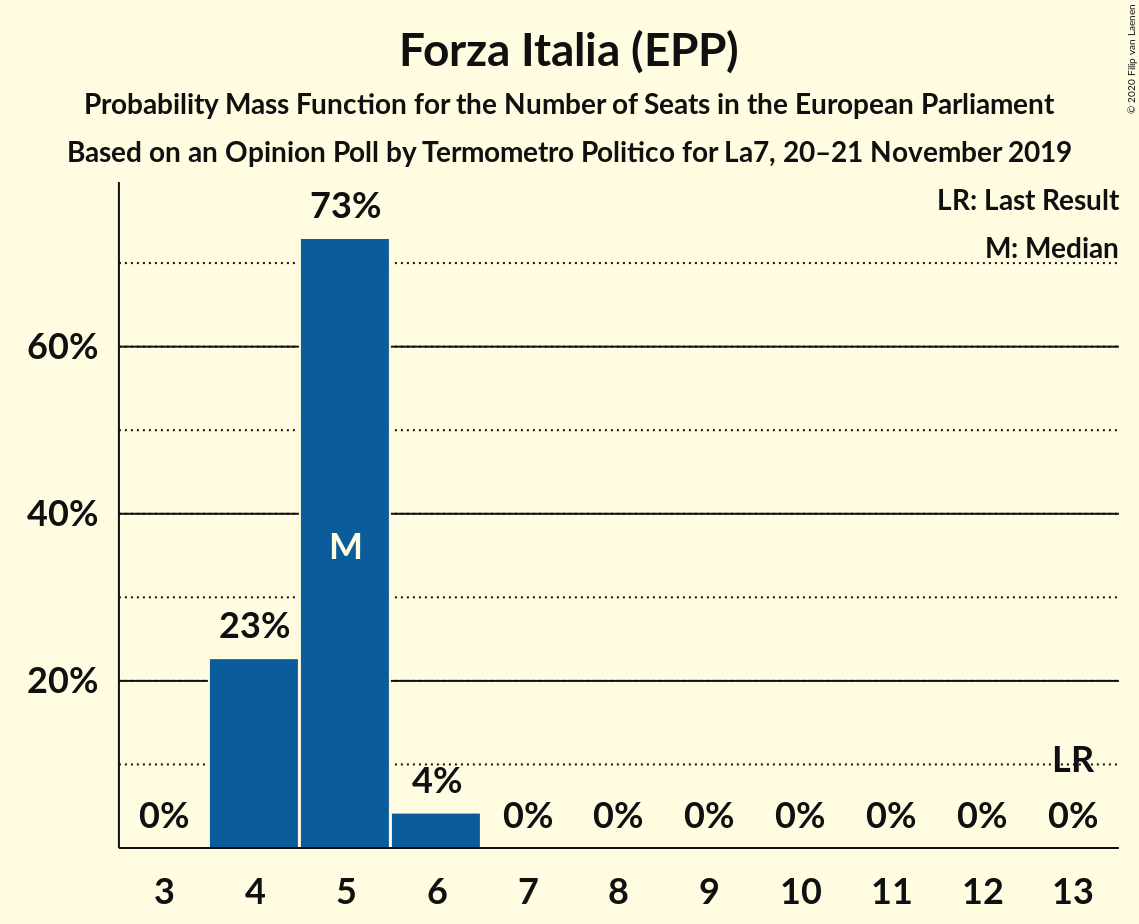 Forza Italia (EPP)
Probability Mass Function for the Number of Seats in the European Parliament
Based on an Opinion Poll by Termometro Politico for La7, 20–21 November 2019
© 2020 Filip van Laenen
LR: Last Result
M: Median
73%
60%
40%
M
23%
20%
LR
4%
0% 0% 0% 0% 0% 0% 0% 0%
3 4 5 6 7 8 9 10 11 12 13